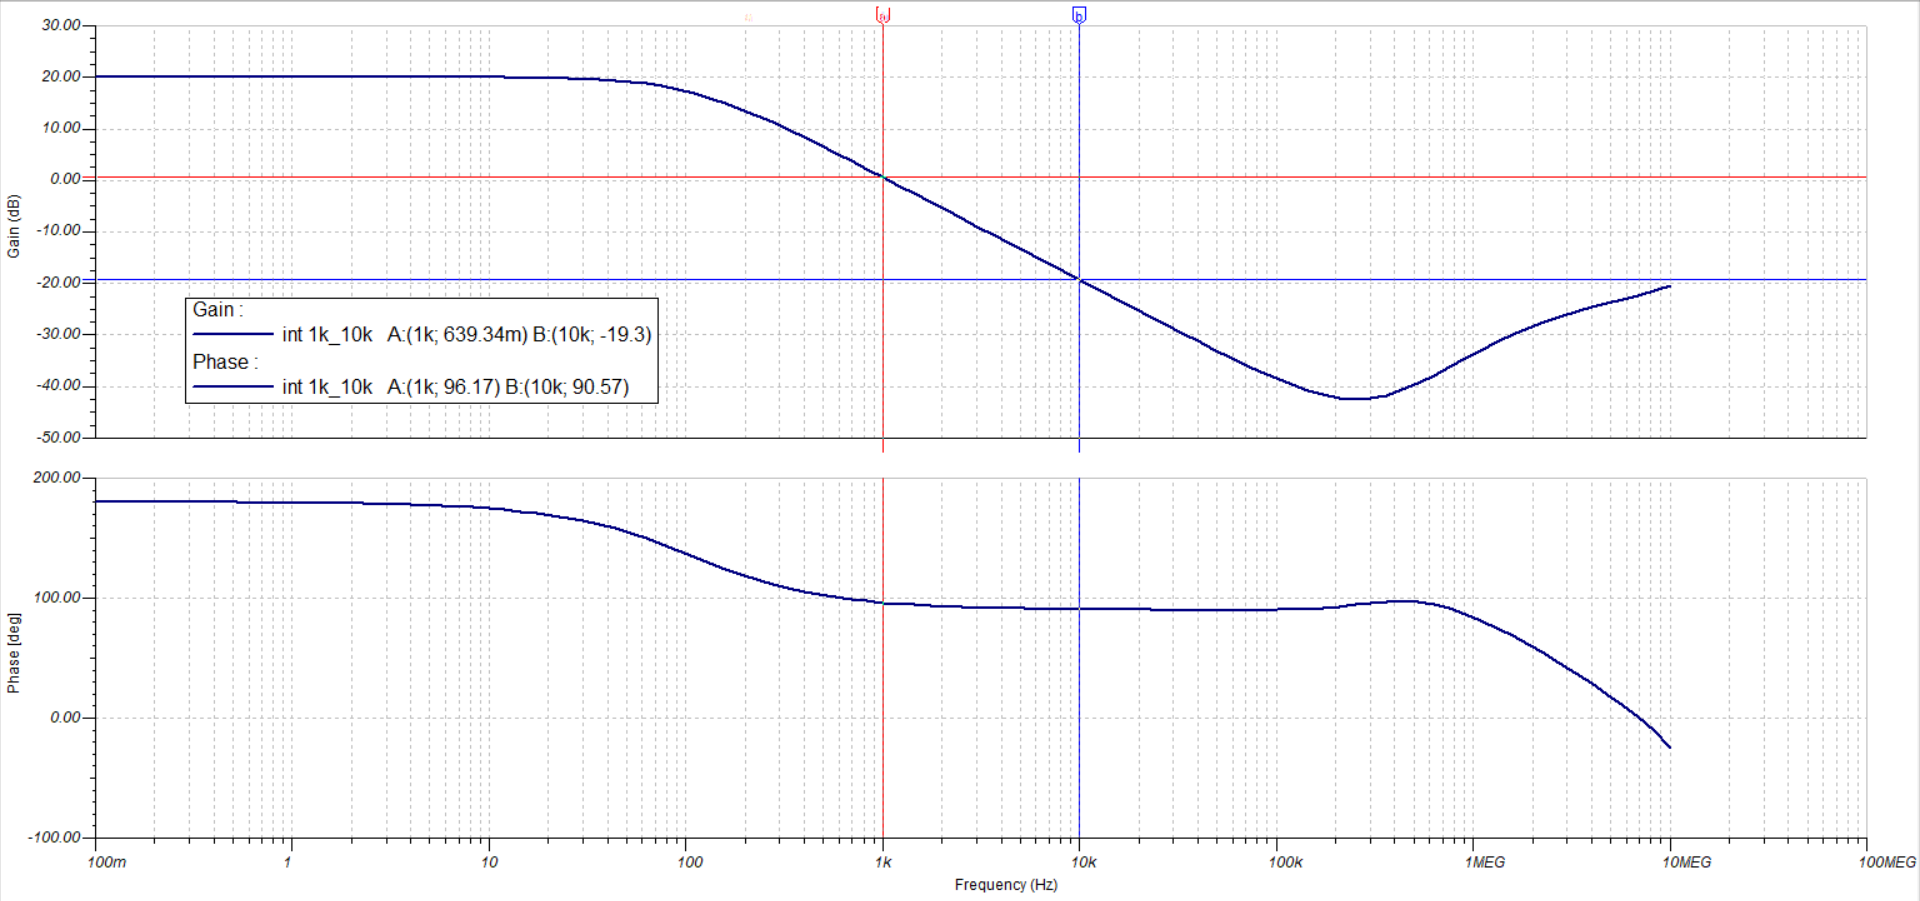 a b
30.00
20.00
10.00
0.00
-10.00
-20.00
-30.00
-40.00
-50.00
Gain (dB)
Gain :
int 1k_10k A:(1k; 639.34m) B:(10k; -19.3)
Phase :
int 1k_10k A:(1k; 96.17) B:(10k; 90.57)
200.00
100.00
0.00
-100.00
Phase [deg]
100m 1 10 100 1k 10k 100k 1MEG 10MEG 100MEG
Frequency (Hz)